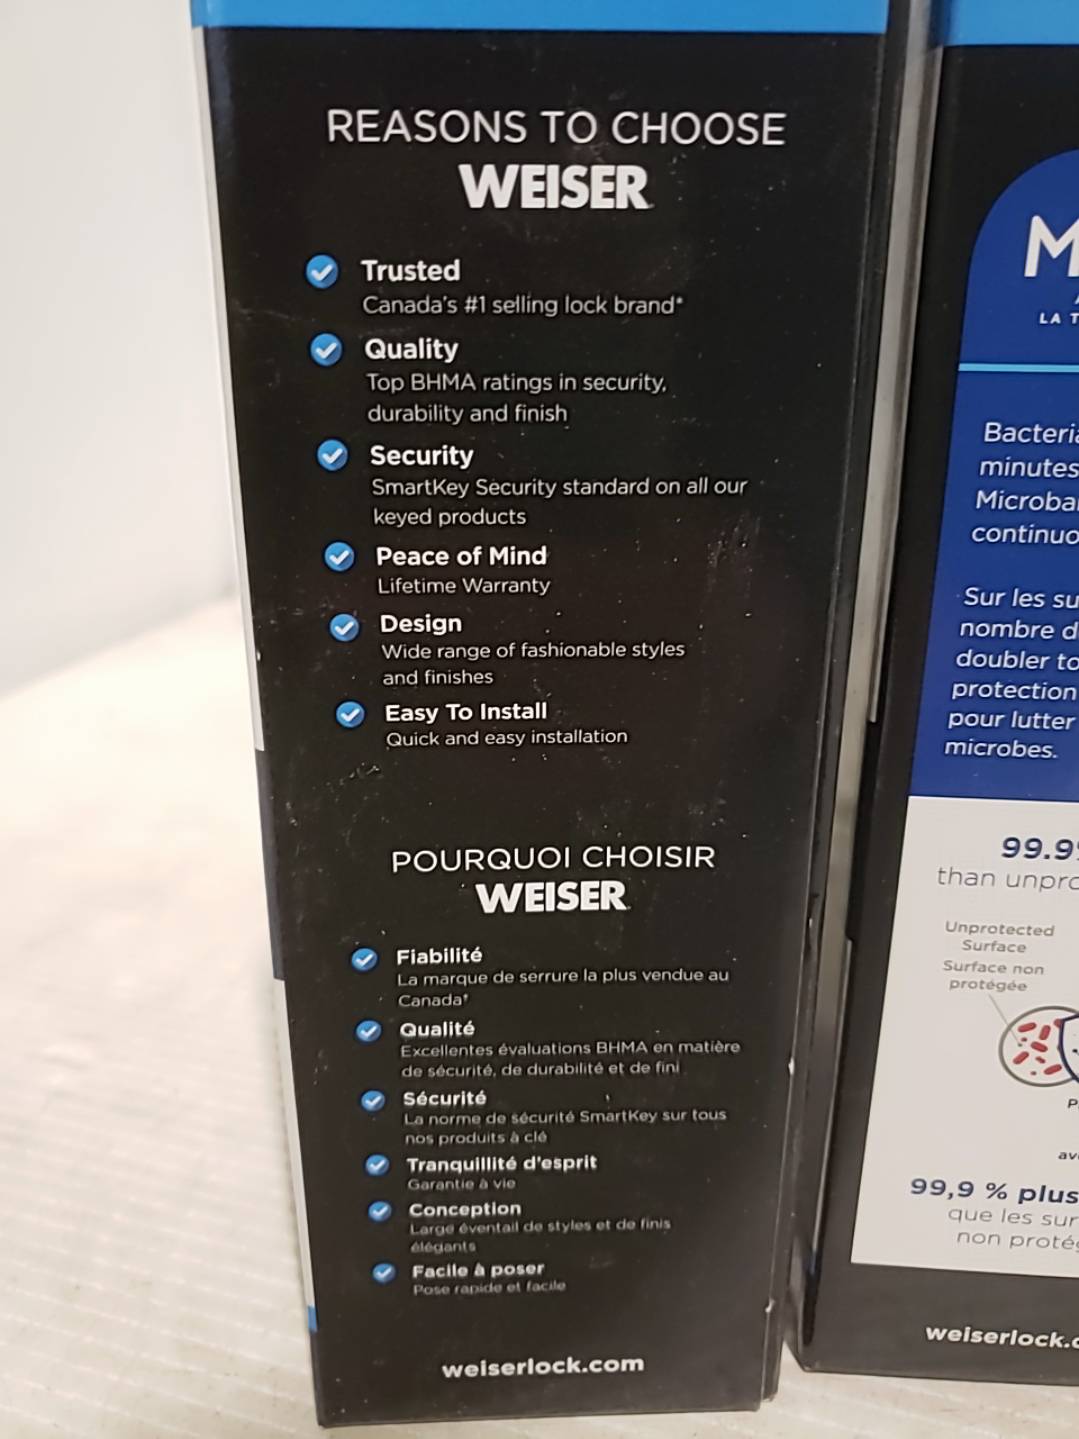 REASONS TO CHOOSE
WEISER
Trusted
Canada's #1 selling lock brand*
Quality
Top BHMA ratings in security,
durability and finish
Security
SmartKey Security standard on all our
keyed products
Peace of Mind
Lifetime Warranty
Design
Wide range of fashionable styles
and finishes
Easy To Install
Quick and easy installation
POURQUOI CHOISIR
WEISER
Fiabilité
La marque de serrure la plus vendue au
Canada†
Qualité
Excellentes évaluations BHMA en matière
de sécurité, de durabilité et de fini
Sécurité
La norme de sécurité SmartKey sur tous
nos produits à clé
Tranquillité d'esprit
Garantie à vie
Conception
Large éventail de styles et de finis
élégants
Facile à poser
Pose rapide et facile
weiserlock.com
M
LA T
Bacteria
minutes
Microba
continuo
Sur les su
nombre d
doubler to
protection
pour lutter
microbes.
99.9
than unpro
Unprotected
Surface
Surface non
protégée
P
av
99,9 % plus
que les sur
non proté
weiserlock.c